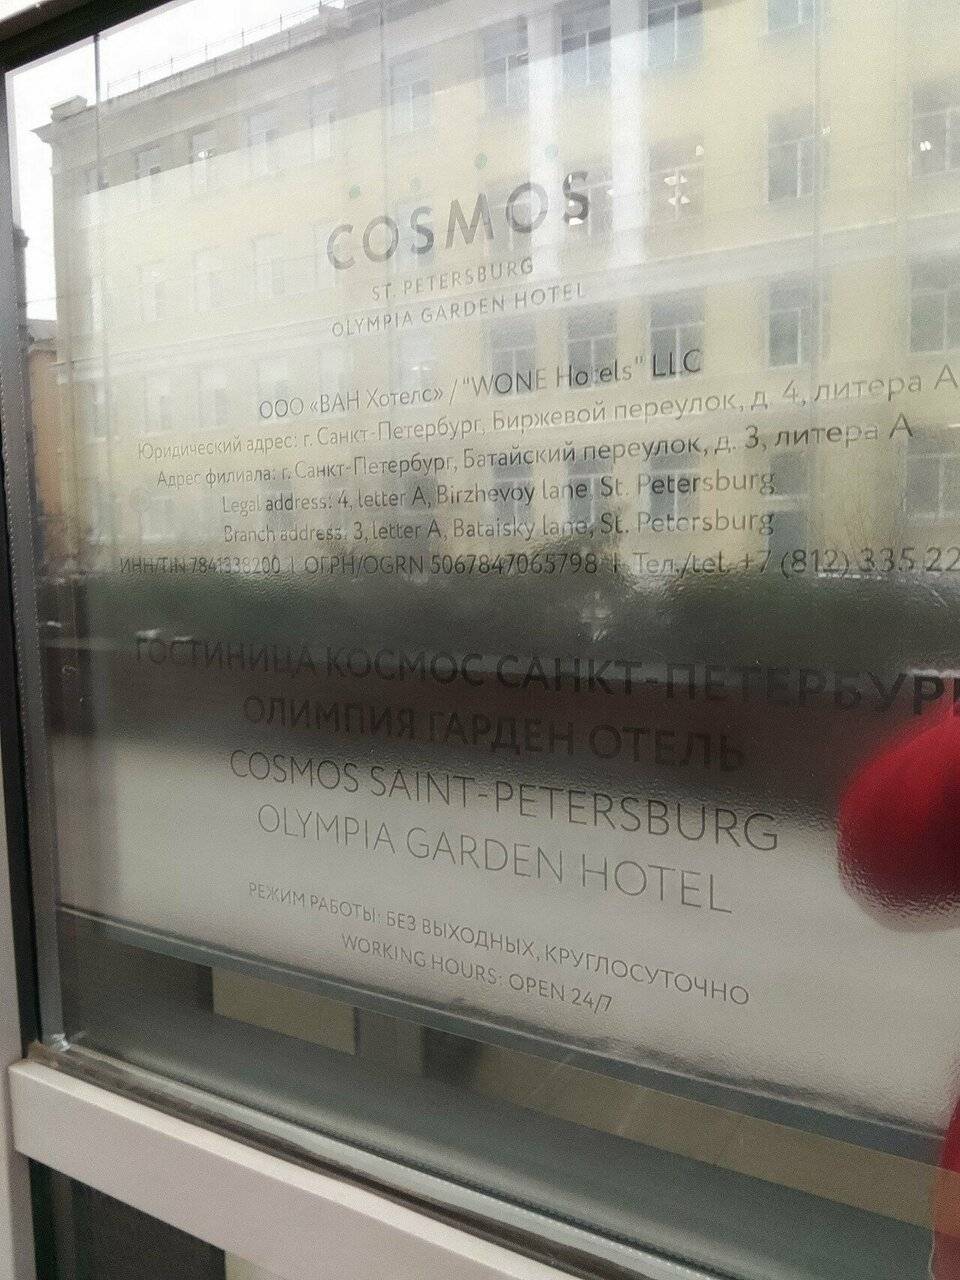 COSMOS
ST. PETERSBURG
OLYMPIA GARDEN HOTEL
ООО «ВАН Хотелс» / "WONE Hotels" LLC
Юридический адрес: г. Санкт-Петербург, Биржевой переулок, д. 4, литера А
Адрес филиала: г. Санкт-Петербург, Батайский переулок, д. 3, литера А
Legal address: 4, letter A, Birzhevoy lane, St. Petersburg
Branch address: 3, letter A, Bataisky lane, St. Petersburg
ИНН/TIN 7841338200 | ОГРН/OGRN 5067847065798 | Тел./tel. +7 (812) 335 22
ГОСТИНИЦА КОСМОС САНКТ-ПЕТЕРБУРГ
ОЛИМПИЯ ГАРДЕН ОТЕЛЬ
COSMOS SAINT-PETERSBURG
OLYMPIA GARDEN HOTEL
РЕЖИМ РАБОТЫ: БЕЗ ВЫХОДНЫХ, КРУГЛОСУТОЧНО
WORKING HOURS: OPEN 24/7